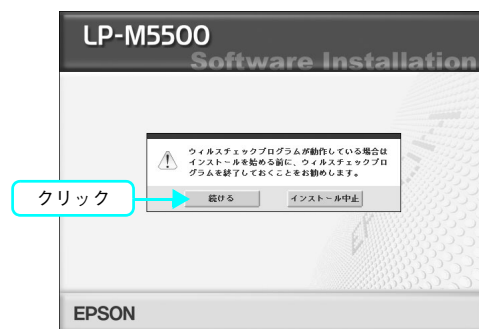 LP-M5500
Software Installation
ウィルスチェックプログラムが動作している場合は
インストールを始める前に、ウィルスチェックプロ
グラムを終了しておくことをお勧めします。
クリック
続ける
インストール中止
EPSON